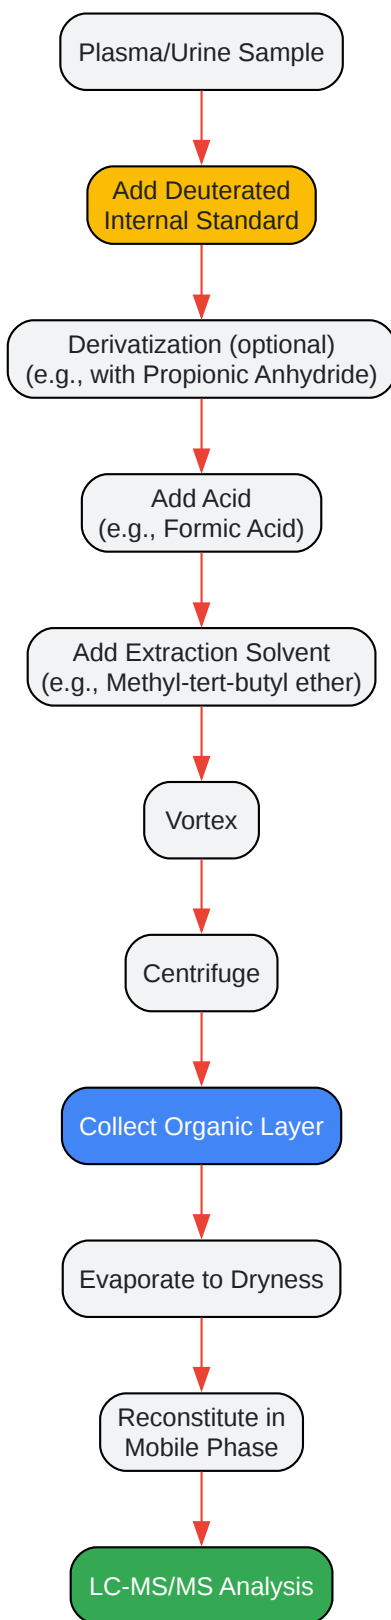 Plasma/Urine Sample
Add Deuterated
Internal Standard
Derivatization (optional)
(e.g., with Propionic Anhydride)
Add Acid
(e.g., Formic Acid)
Add Extraction Solvent
(e.g., Methyl-tert-butyl ether)
Vortex
Centrifuge
Collect Organic Layer
Evaporate to Dryness
Reconstitute in
Mobile Phase
LC-MS/MS Analysis